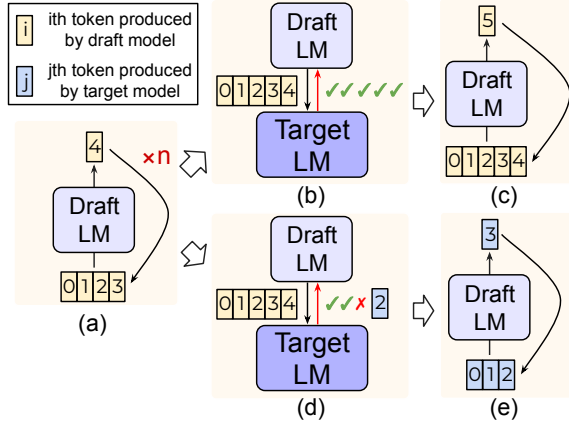 i ith token produced
by draft model
j jth token produced
by target model
4
×n
Draft
LM
0 1 2 3
(a)
Draft
LM
0 1 2 3 4 ✓✓✓✓✓
Target
LM
(b)
5
Draft
LM
0 1 2 3 4
(c)
Draft
LM
0 1 2 3 4 ✓✓✗ 2
Target
LM
(d)
3
Draft
LM
0 1 2
(e)